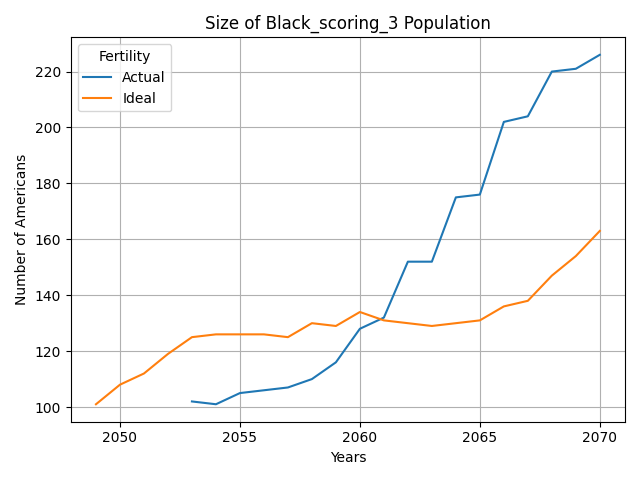 Size of Black_scoring_3 Population
Fertility
Actual
Ideal
Number of Americans
220
200
180
160
140
120
100
2050
2055
2060
2065
2070
Years